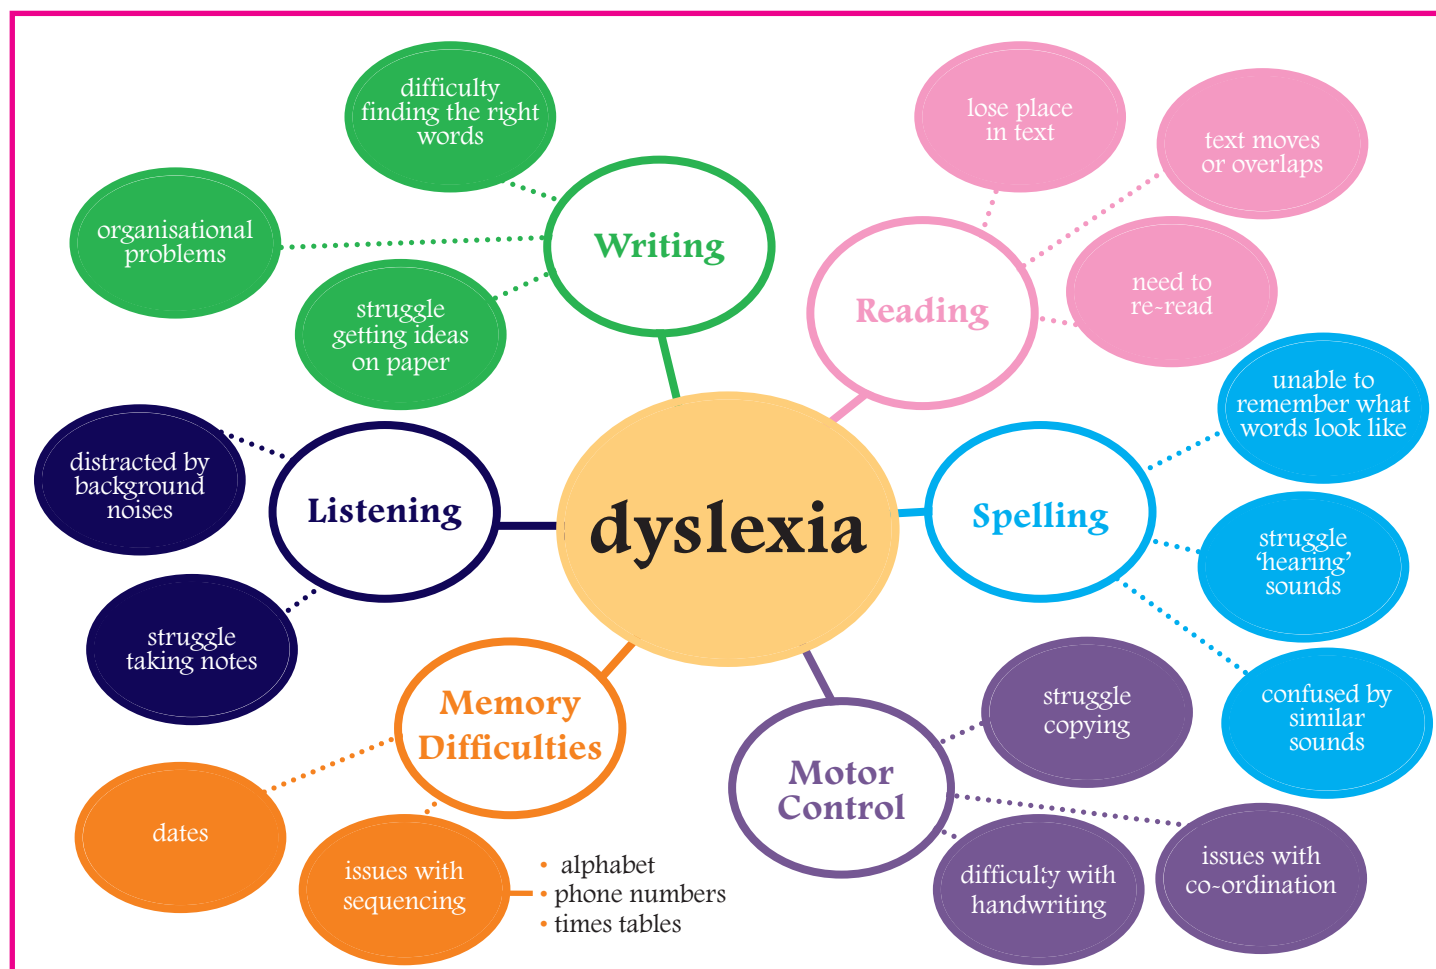 dyslexia
Writing
difficulty
finding the right
words
organisational
problems
struggle
getting ideas
on paper
Reading
lose place
in text
text moves
or overlaps
need to
re-read
Spelling
unable to
remember what
words look like
struggle
‘hearing’
sounds
confused by
similar
sounds
Motor
Control
struggle
copying
issues with
co-ordination
difficulty with
handwriting
Memory
Difficulties
dates
issues with
sequencing
• alphabet
• phone numbers
• times tables
Listening
distracted by
background
noises
struggle
taking notes